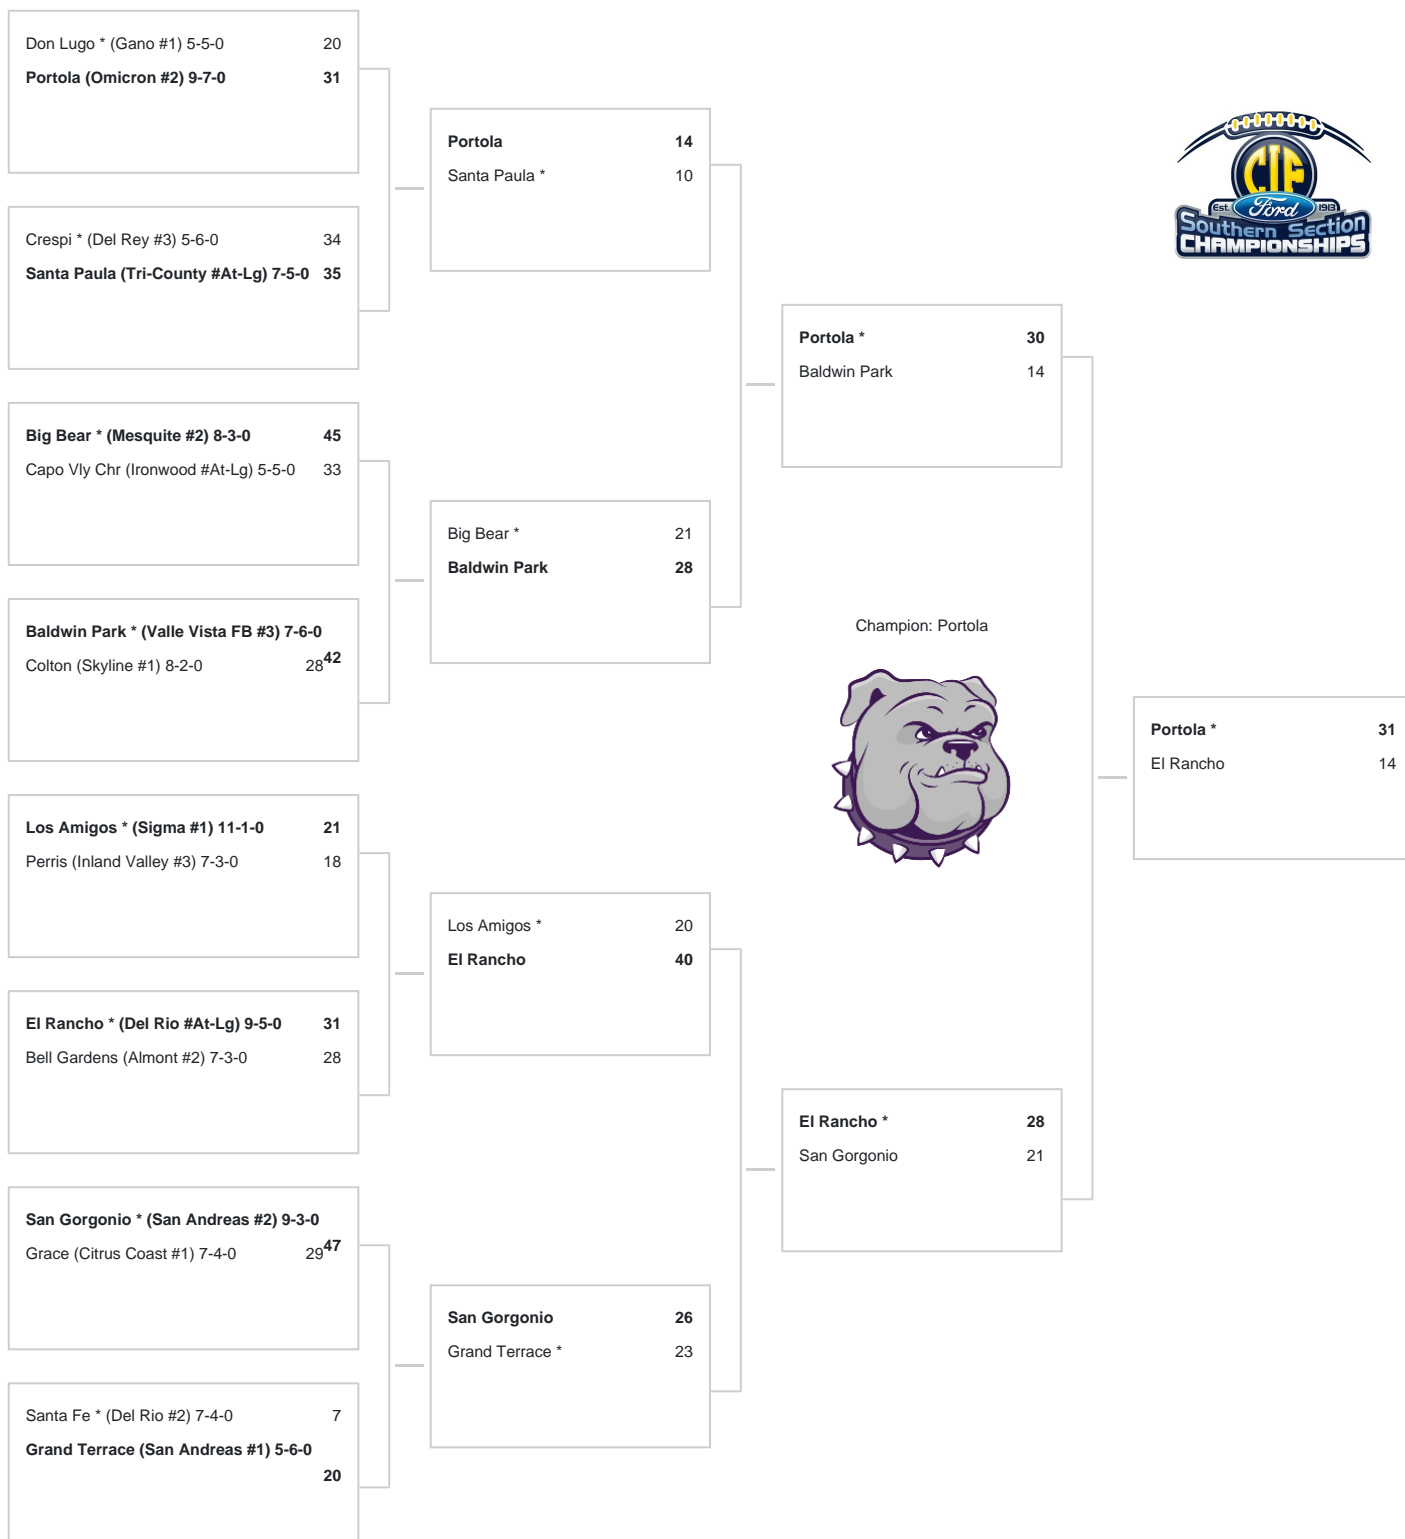 Don Lugo * (Gano #1) 5-5-0 20
Portola (Omicron #2) 9-7-0 31
Crespi * (Del Rey #3) 5-6-0 34
Santa Paula (Tri-County #At-Lg) 7-5-0 35
Big Bear * (Mesquite #2) 8-3-0 45
Capo Vly Chr (Ironwood #At-Lg) 5-5-0 33
Baldwin Park * (Valle Vista FB #3) 7-6-0
42
Colton (Skyline #1) 8-2-0 28
Los Amigos * (Sigma #1) 11-1-0 21
Perris (Inland Valley #3) 7-3-0 18
El Rancho * (Del Rio #At-Lg) 9-5-0 31
Bell Gardens (Almont #2) 7-3-0 28
San Gorgonio * (San Andreas #2) 9-3-0
47
Grace (Citrus Coast #1) 7-4-0 29
Santa Fe * (Del Rio #2) 7-4-0 7
Grand Terrace (San Andreas #1) 5-6-0
20
Portola 14
Santa Paula * 10
Big Bear * 21
Baldwin Park 28
Los Amigos * 20
El Rancho 40
San Gorgonio 26
Grand Terrace * 23
Portola * 30
Baldwin Park 14
El Rancho * 28
San Gorgonio 21
Champion: Portola
Portola * 31
El Rancho 14
CIF
Est. Ford 1913
Southern Section
CHAMPIONSHIPS